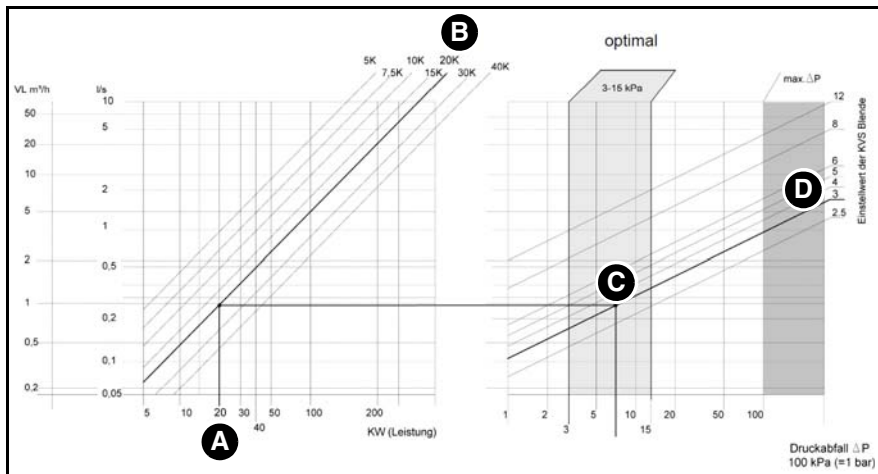 B
optimal
5K 10K 20K 40K
7,5K 15K 30K
3-15 kPa
max. ΔP
VL m³/h l/s
50
20
10
5
2
1
0,5
0,2
10
5
2
1
0,5
0,2
0,1
0,05
5 10 20 30 50 100 200
40
KW (Leistung)
A
C
D
12
8
6
5
4
3
2.5
Einstellwert der KVS Blende
1 2 5 10 20 50 100
3 15
Druckabfall ΔP
100 kPa (=1 bar)